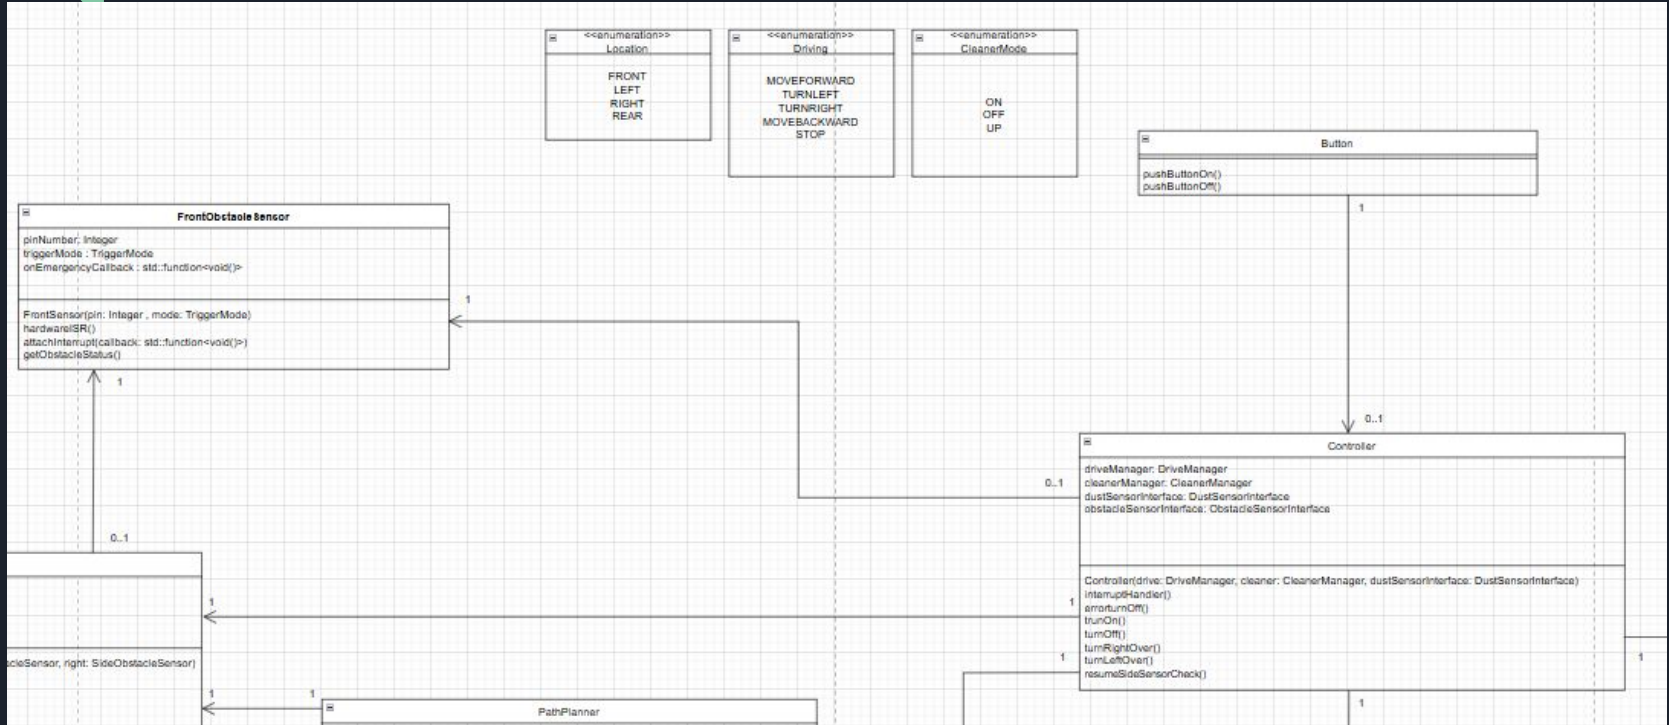 <<enumeration>>
Location
FRONT
LEFT
RIGHT
REAR
<<enumeration>>
Driving
MOVEFORWARD
TURNLEFT
TURNRIGHT
MOVEBACKWARD
STOP
<<enumeration>>
CleanerMode
ON
OFF
UP
Button
pushButtonOn()
pushButtonOff()
1
0..1
FrontObstacleSensor
pinNumber: Integer
triggerMode : TriggerMode
onEmergencyCallback : std::function<void()>
FrontSensor(pin: Integer , mode: TriggerMode)
hardwareISR()
attachInterrupt(callback: std::function<void()>)
getObstacleStatus()
1
1
0..1
0..1
Controller
driveManager: DriveManager
cleanerManager: CleanerManager
dustSensorInterface: DustSensorInterface
obstacleSensorInterface: ObstacleSensorInterface
Controller(drive: DriveManager, cleaner: CleanerManager, dustSensorInterface: DustSensorInterface)
interruptHandler()
errorturnOff()
trunOn()
turnOff()
turnRightOver()
turnLeftOver()
resumeSideSensorCheck()
1
1
1
1
1
acleSensor, right: SideObstacleSensor)
1
1
PathPlanner